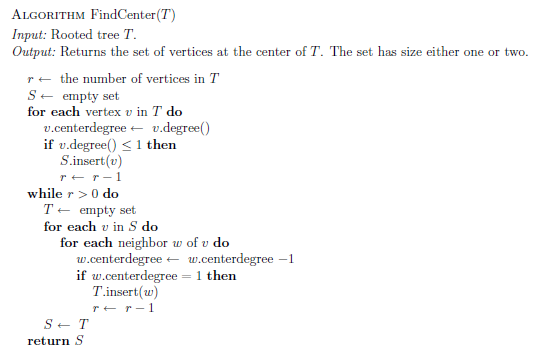 ALGORITHM FindCenter(T)
Input: Rooted tree T.
Output: Returns the set of vertices at the center of T. The set has size either one or two.
r ← the number of vertices in T
S ← empty set
for each vertex v in T do
v.centerdegree ← v.degree()
if v.degree() ≤ 1 then
S.insert(v)
r ← r − 1
while r > 0 do
T ← empty set
for each v in S do
for each neighbor w of v do
w.centerdegree ← w.centerdegree −1
if w.centerdegree = 1 then
T.insert(w)
r ← r − 1
S ← T
return S